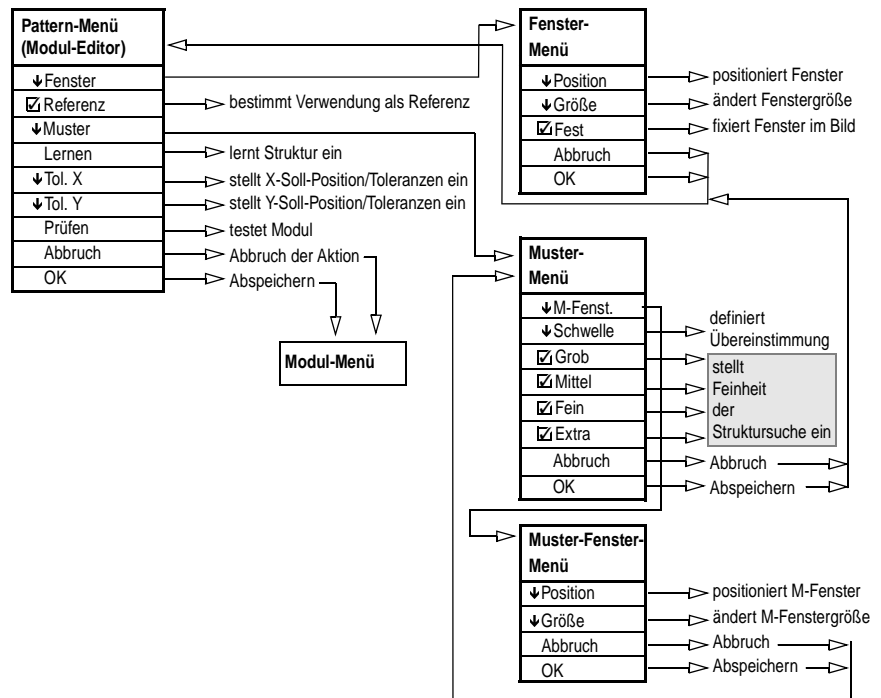 Pattern-Menü
(Modul-Editor)
Fenster
Referenz
bestimmt Verwendung als Referenz
Muster
Lernen
lernt Struktur ein
Tol. X
stellt X-Soll-Position/Toleranzen ein
Tol. Y
stellt Y-Soll-Position/Toleranzen ein
Prüfen
testet Modul
Abbruch
Abbruch der Aktion
OK
Abspeichern
Modul-Menü
Fenster-
Menü
Position
positioniert Fenster
Größe
ändert Fenstergröße
Fest
fixiert Fenster im Bild
Abbruch
OK
Muster-
Menü
M-Fenst.
Schwelle
definiert
Übereinstimmung
Grob
Mittel
Fein
Extra
stellt
Feinheit
der
Struktursuche ein
Abbruch
Abbruch
OK
Abspeichern
Muster-Fenster-
Menü
Position
positioniert M-Fenster
Größe
ändert M-Fenstergröße
Abbruch
Abbruch
OK
Abspeichern